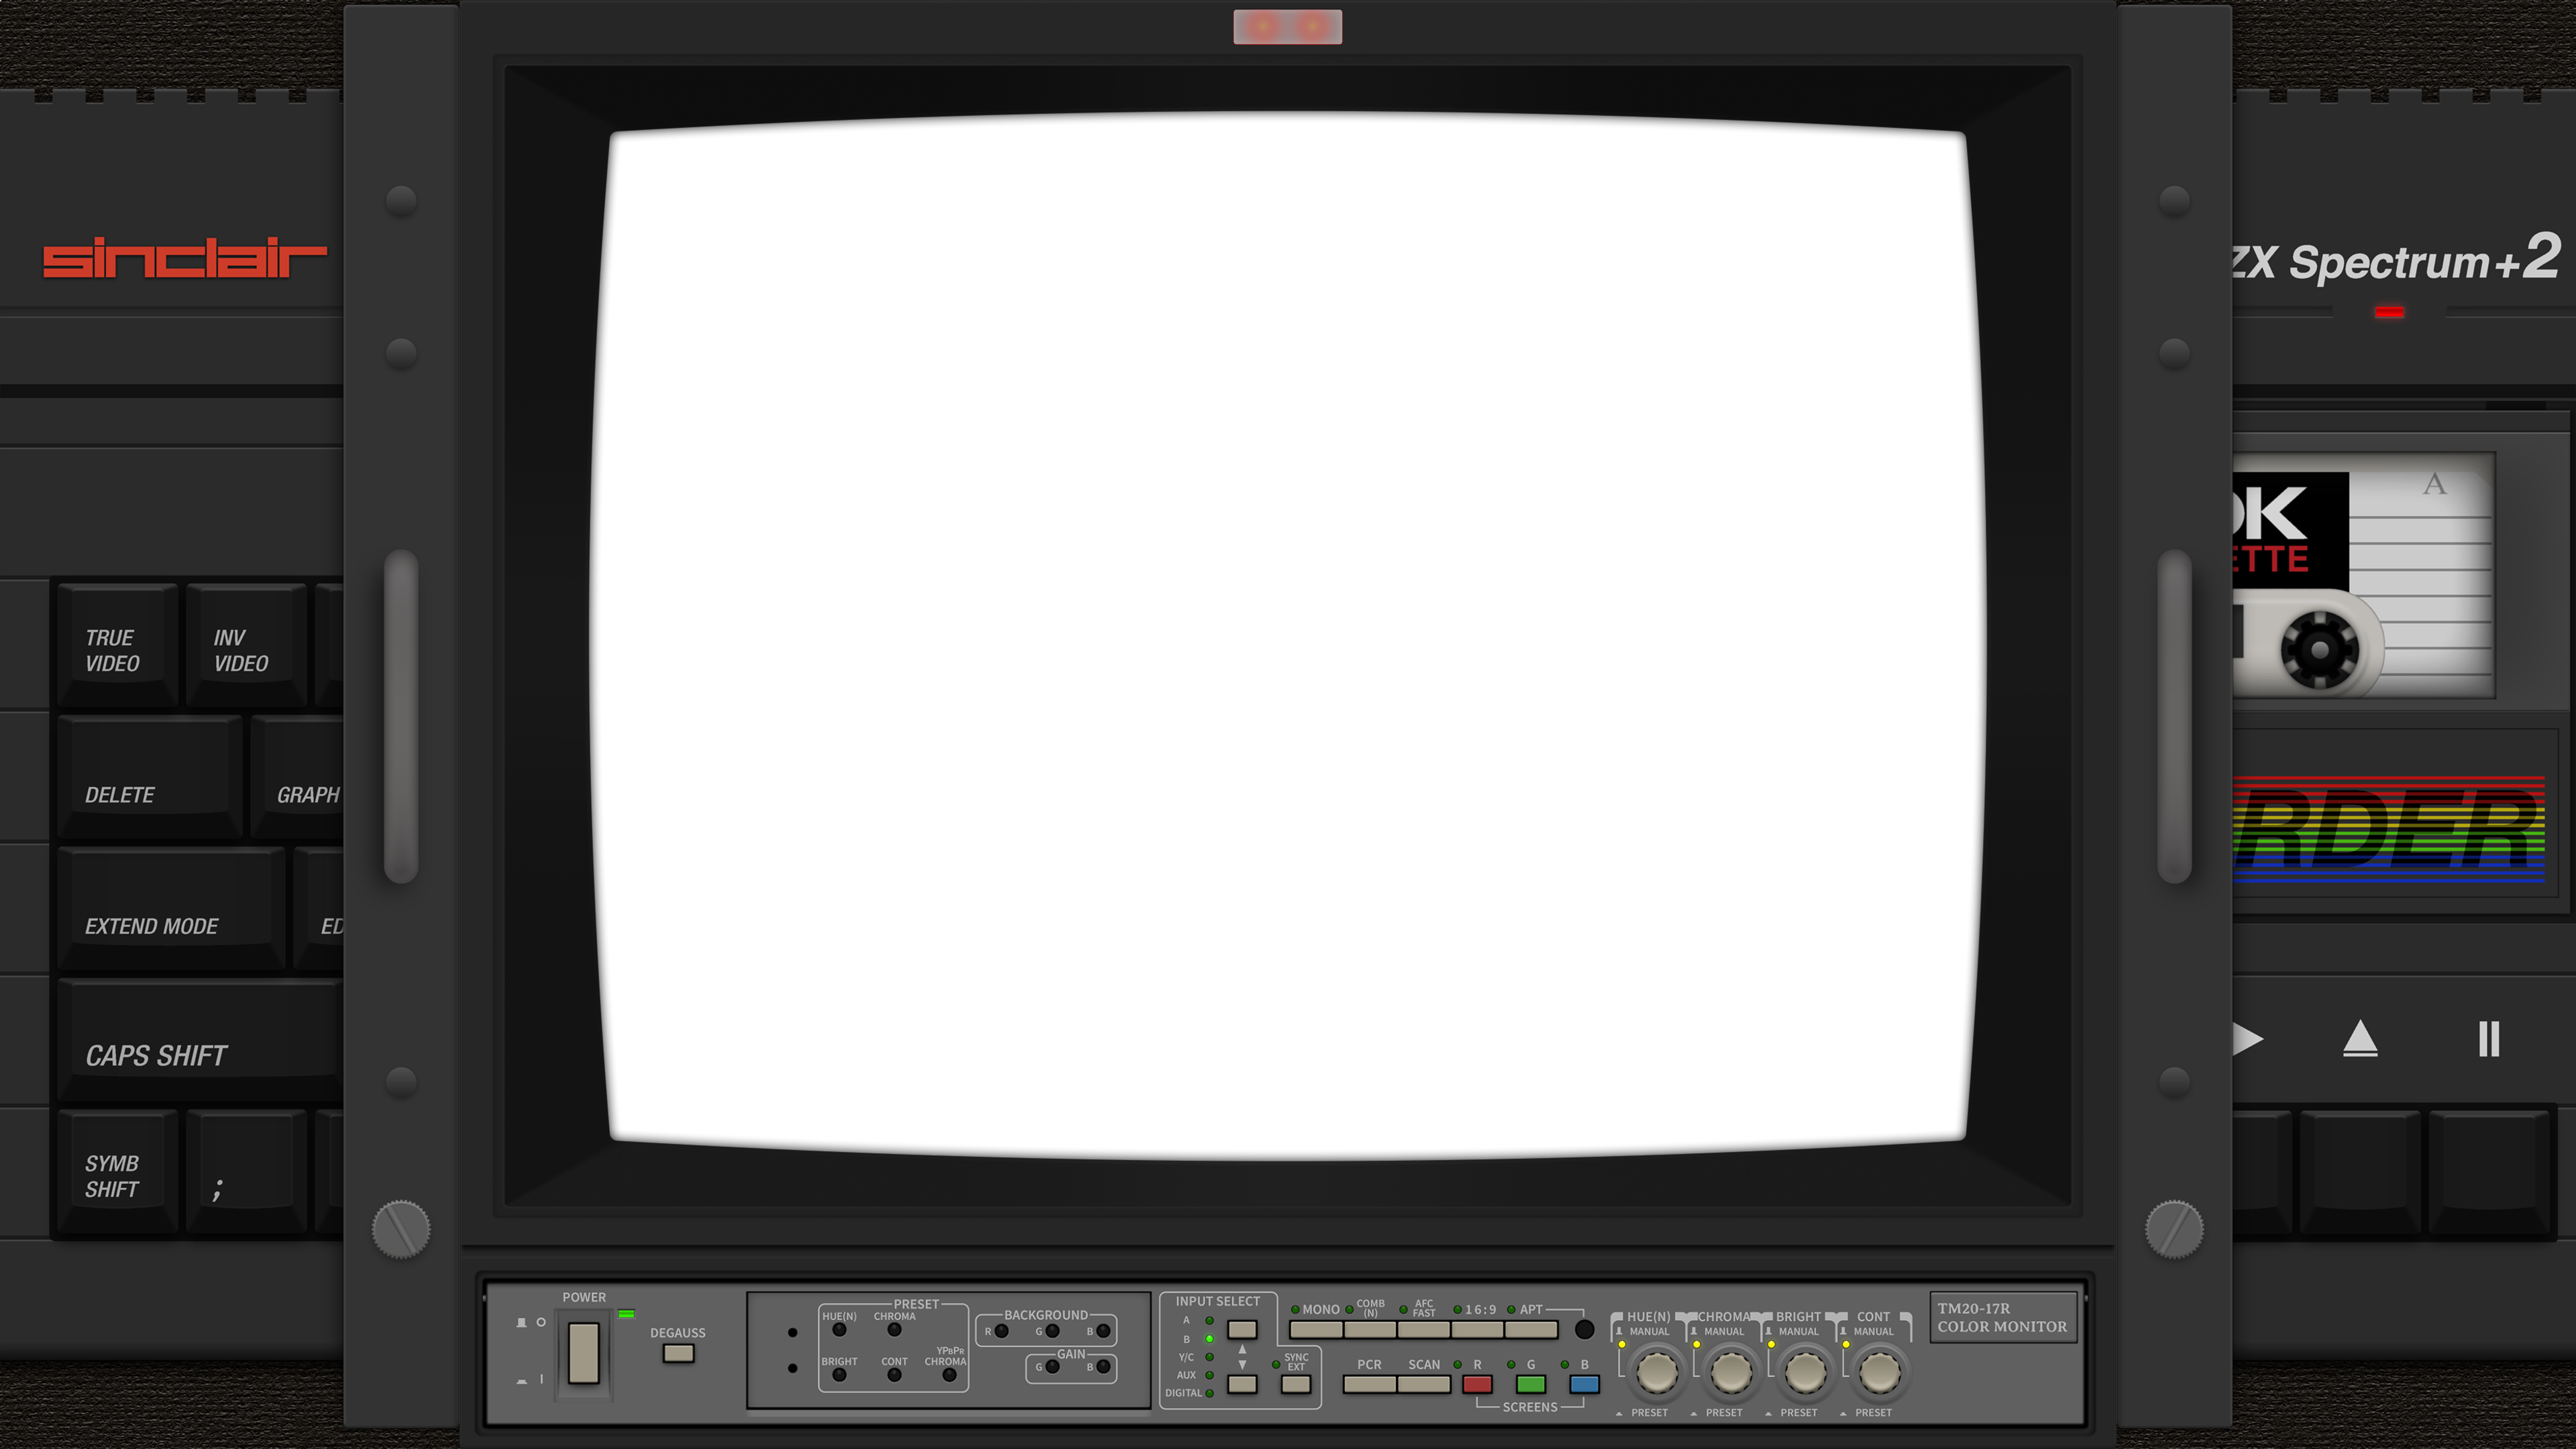 sinclair
ZX Spectrum+2
A
DK
ETTE
TRUE
VIDEO
INV
VIDEO
DELETE
GRAPH
RDER
EXTEND MODE
ED
CAPS SHIFT
SYMB
SHIFT
;
POWER
DEGAUSS
PRESET
HUE(N)
CHROMA
BRIGHT
CONT
YPBPR
CHROMA
BACKGROUND
R
G
B
GAIN
G
B
INPUT SELECT
A
B
Y/C
AUX
DIGITAL
SYNC
EXT
MONO
COMB
(N)
AFC
FAST
16:9
APT
PCR
SCAN
R
G
B
SCREENS
HUE(N)
MANUAL
PRESET
CHROMA
MANUAL
PRESET
BRIGHT
MANUAL
PRESET
CONT
MANUAL
PRESET
TM20-17R
COLOR MONITOR